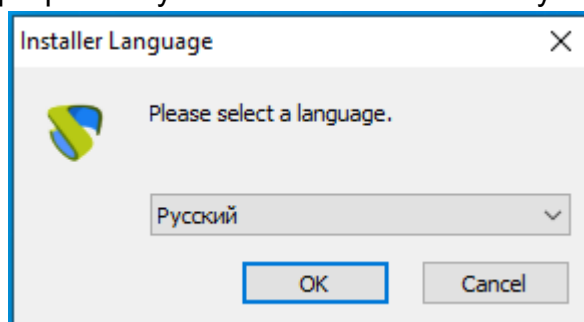 Installer Language
Please select a language.
Русский
OK
Cancel